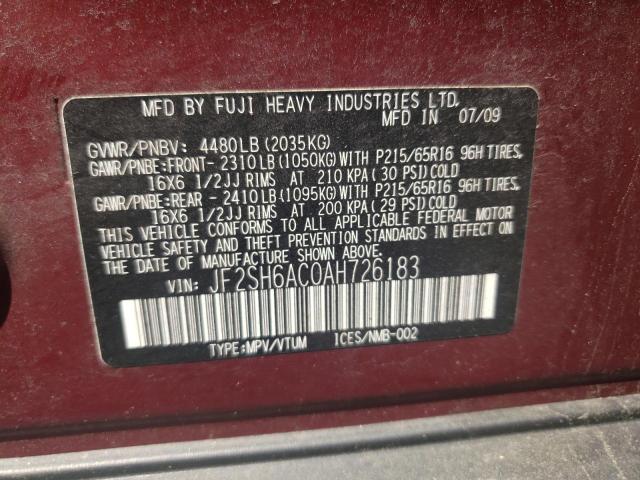 MFD BY FUJI HEAVY INDUSTRIES LTD.
MFD IN 07/09
GVWR/PNBV: 4480LB (2035KG)
GAWR/PNBE:FRONT- 2310LB (1050KG)WITH P215/65R16 96H TIRES,
16X6 1/2JJ RIMS AT 210 KPA( 30 PSI)COLD
GAWR/PNBE:REAR - 2410LB (1095KG)WITH P215/65R16 96H TIRES,
16X6 1/2JJ RIMS AT 200 KPA( 29 PSI)COLD
THIS VEHICLE CONFORMS TO ALL APPLICABLE FEDERAL MOTOR
VEHICLE SAFETY AND THEFT PREVENTION STANDARDS IN EFFECT ON
THE DATE OF MANUFACTURE SHOWN ABOVE.
VIN: JF2SH6AC0AH726183
TYPE:MPV/VTUM ICES/NMB-002